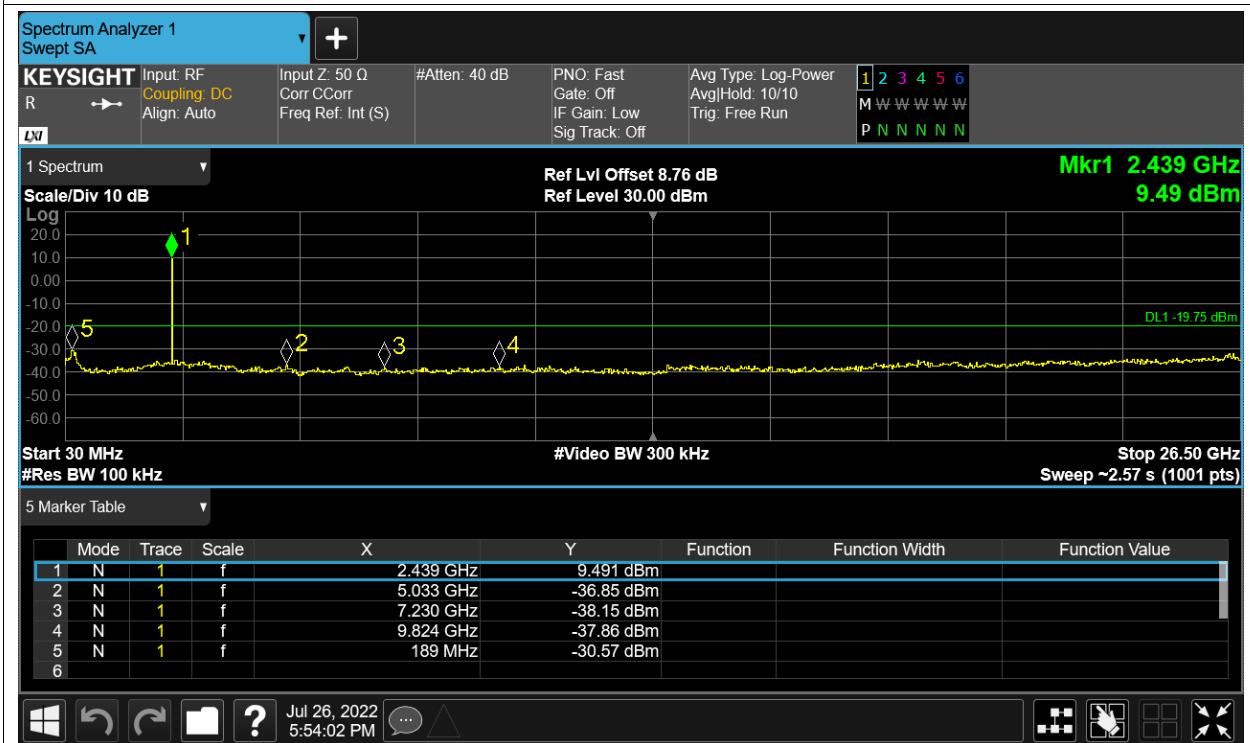 Spectrum Analyzer 1
Swept SA
KEYSIGHT Input: RF Input Z: 50 Ω #Atten: 40 dB PNO: Fast Avg Type: Log-Power 1 2 3 4 5 6
R Coupling: DC Corr CCorr Gate: Off Avg|Hold: 10/10 M W W W W W
Align: Auto Freq Ref: Int (S) IF Gain: Low Trig: Free Run
LXI Sig Track: Off P N N N N N
1 Spectrum Ref Lvl Offset 8.76 dB Mkr1 2.439 GHz
Scale/Div 10 dB Ref Level 30.00 dBm 9.49 dBm
Log
20.0 1
10.0
0.00
-10.0
DL1 -19.75 dBm
-20.0 5
-30.0 2 3 4
-40.0
-50.0
-60.0
Start 30 MHz #Video BW 300 kHz Stop 26.50 GHz
#Res BW 100 kHz Sweep ~2.57 s (1001 pts)
5 Marker Table
Mode Trace Scale X Y Function Function Width Function Value
1 N 1 f 2.439 GHz 9.491 dBm
2 N 1 f 5.033 GHz -36.85 dBm
3 N 1 f 7.230 GHz -38.15 dBm
4 N 1 f 9.824 GHz -37.86 dBm
5 N 1 f 189 MHz -30.57 dBm
6
? Jul 26, 2022
5:54:02 PM